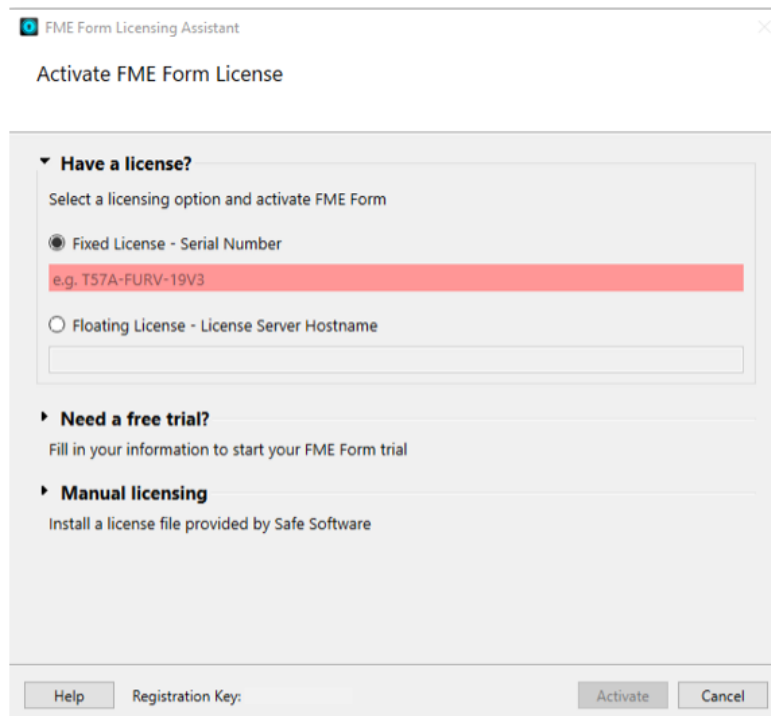 FME Form Licensing Assistant
Activate FME Form License
Have a license?
Select a licensing option and activate FME Form
Fixed License - Serial Number
e.g. T57A-FURV-19V3
Floating License - License Server Hostname
Need a free trial?
Fill in your information to start your FME Form trial
Manual licensing
Install a license file provided by Safe Software
Help Registration Key: Activate Cancel